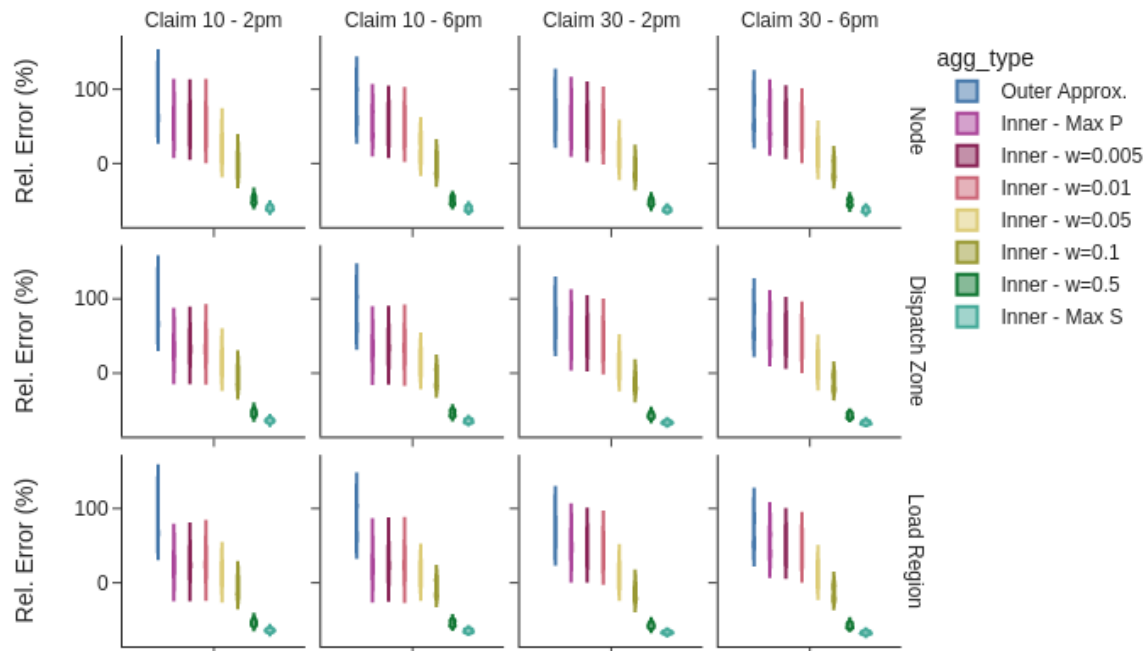 Claim 10 - 2pm
Claim 10 - 6pm
Claim 30 - 2pm
Claim 30 - 6pm
Rel. Error (%)
100
0
Node
Rel. Error (%)
100
0
Dispatch Zone
Rel. Error (%)
100
0
Load Region
agg_type
Outer Approx.
Inner - Max P
Inner - w=0.005
Inner - w=0.01
Inner - w=0.05
Inner - w=0.1
Inner - w=0.5
Inner - Max S